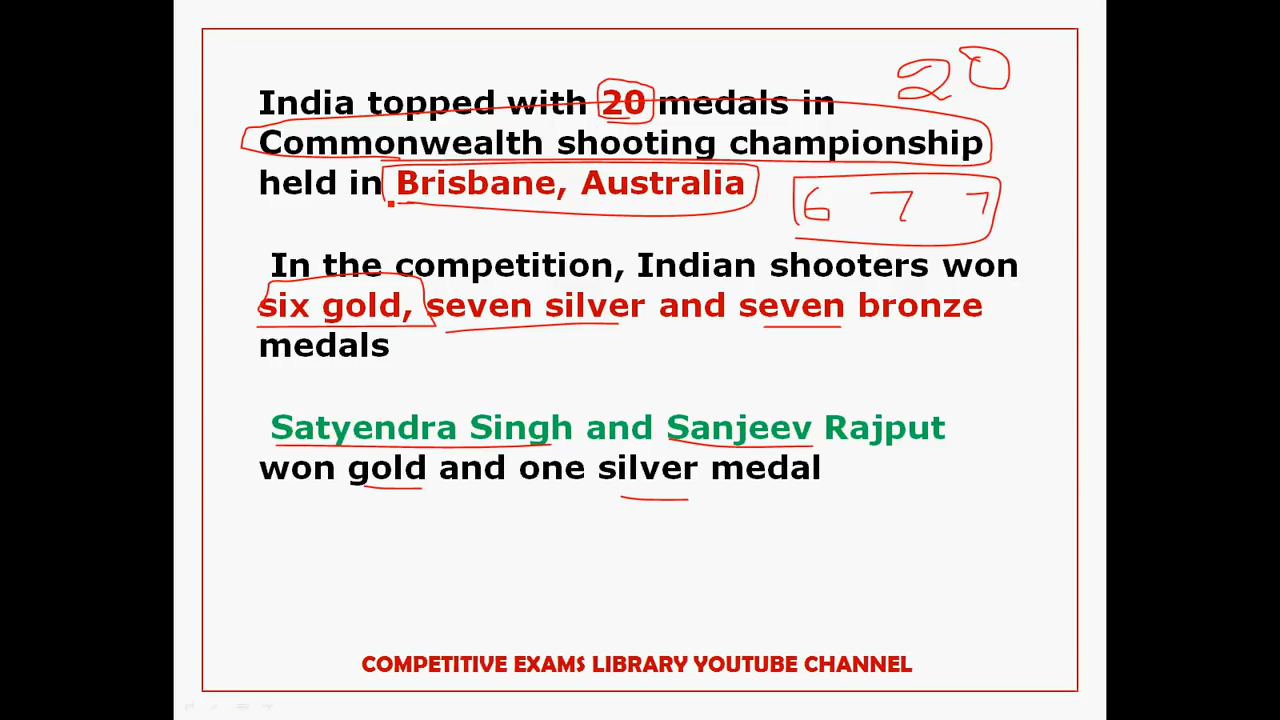 India topped with 20 medals in
20
Commonwealth shooting championship
held in Brisbane, Australia
6 7 7
In the competition, Indian shooters won
six gold, seven silver and seven bronze
medals
Satyendra Singh and Sanjeev Rajput
won gold and one silver medal
COMPETITIVE EXAMS LIBRARY YOUTUBE CHANNEL